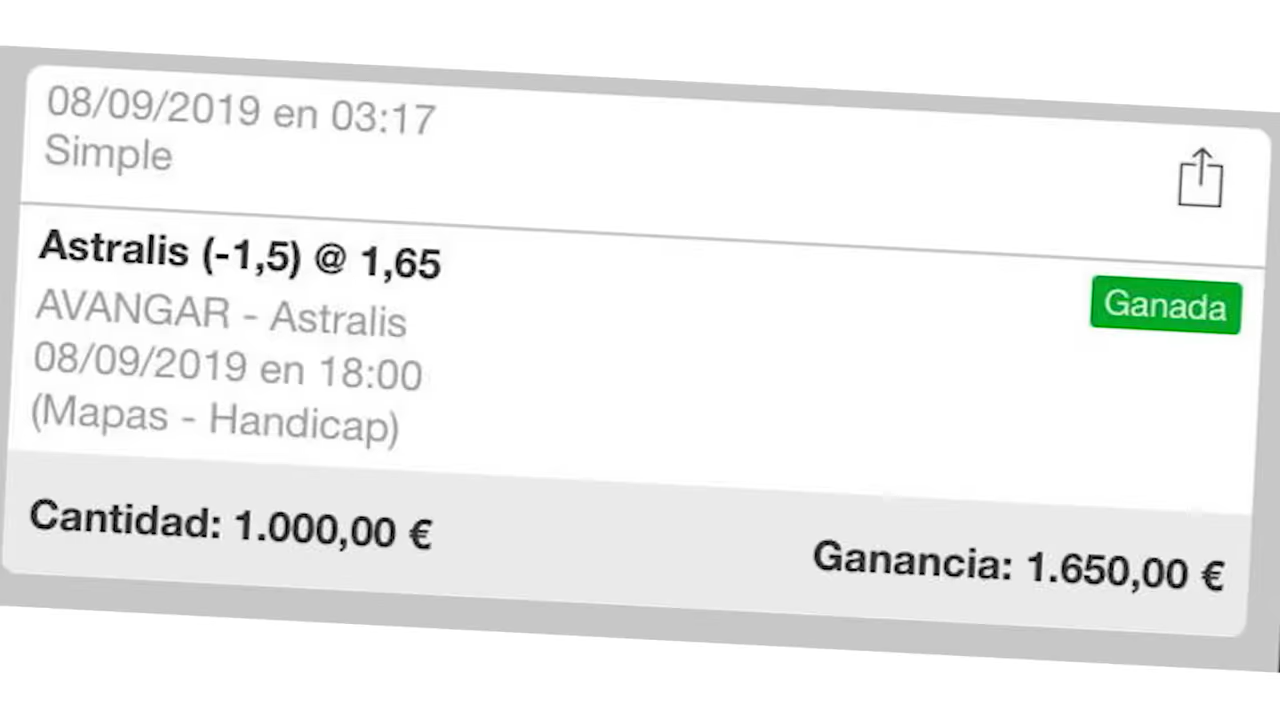 08/09/2019 en 03:17
Simple
Astralis (-1,5) @ 1,65
Ganada
AVANGAR - Astralis
08/09/2019 en 18:00
(Mapas - Handicap)
Cantidad: 1.000,00 €
Ganancia: 1.650,00 €